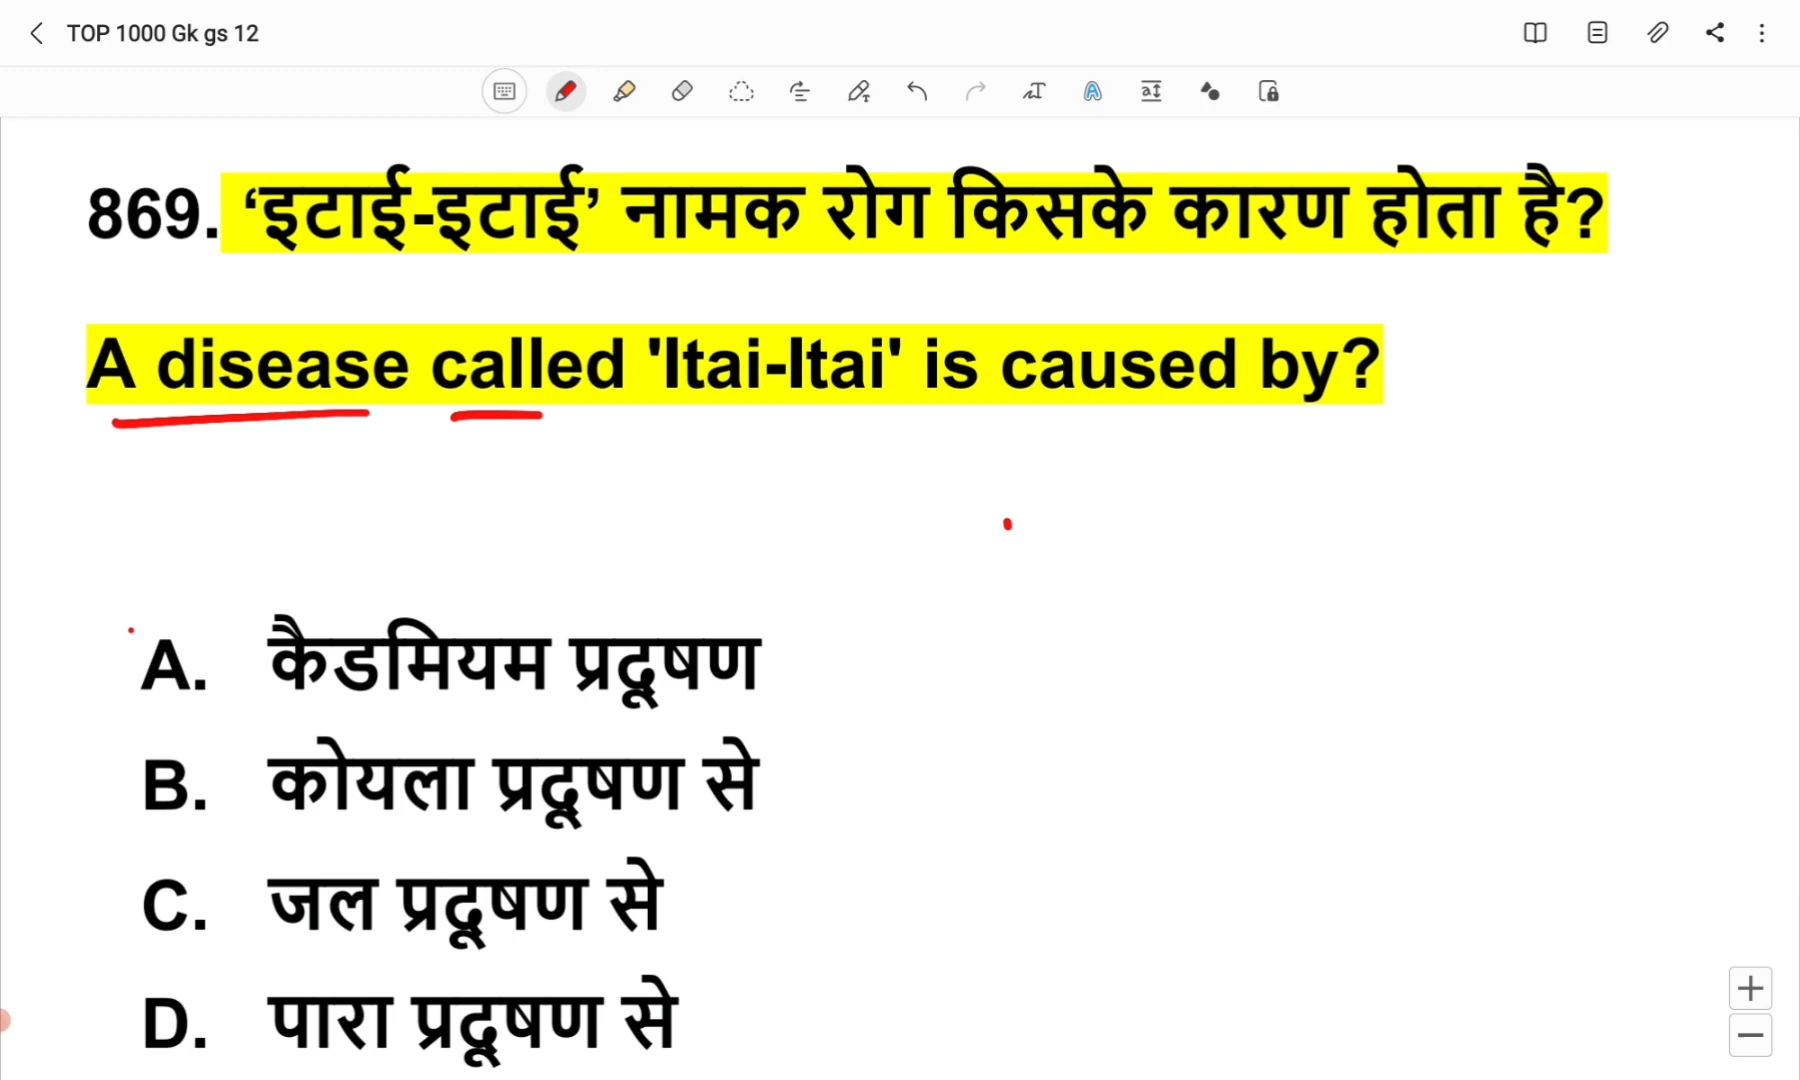 TOP 1000 Gk gs 12
869. ‘इटाई-इटाई’ नामक रोग किसके कारण होता है?
A disease called 'Itai-Itai' is caused by?
A. कैडमियम प्रदूषण
B. कोयला प्रदूषण से
C. जल प्रदूषण से
D. पारा प्रदूषण से